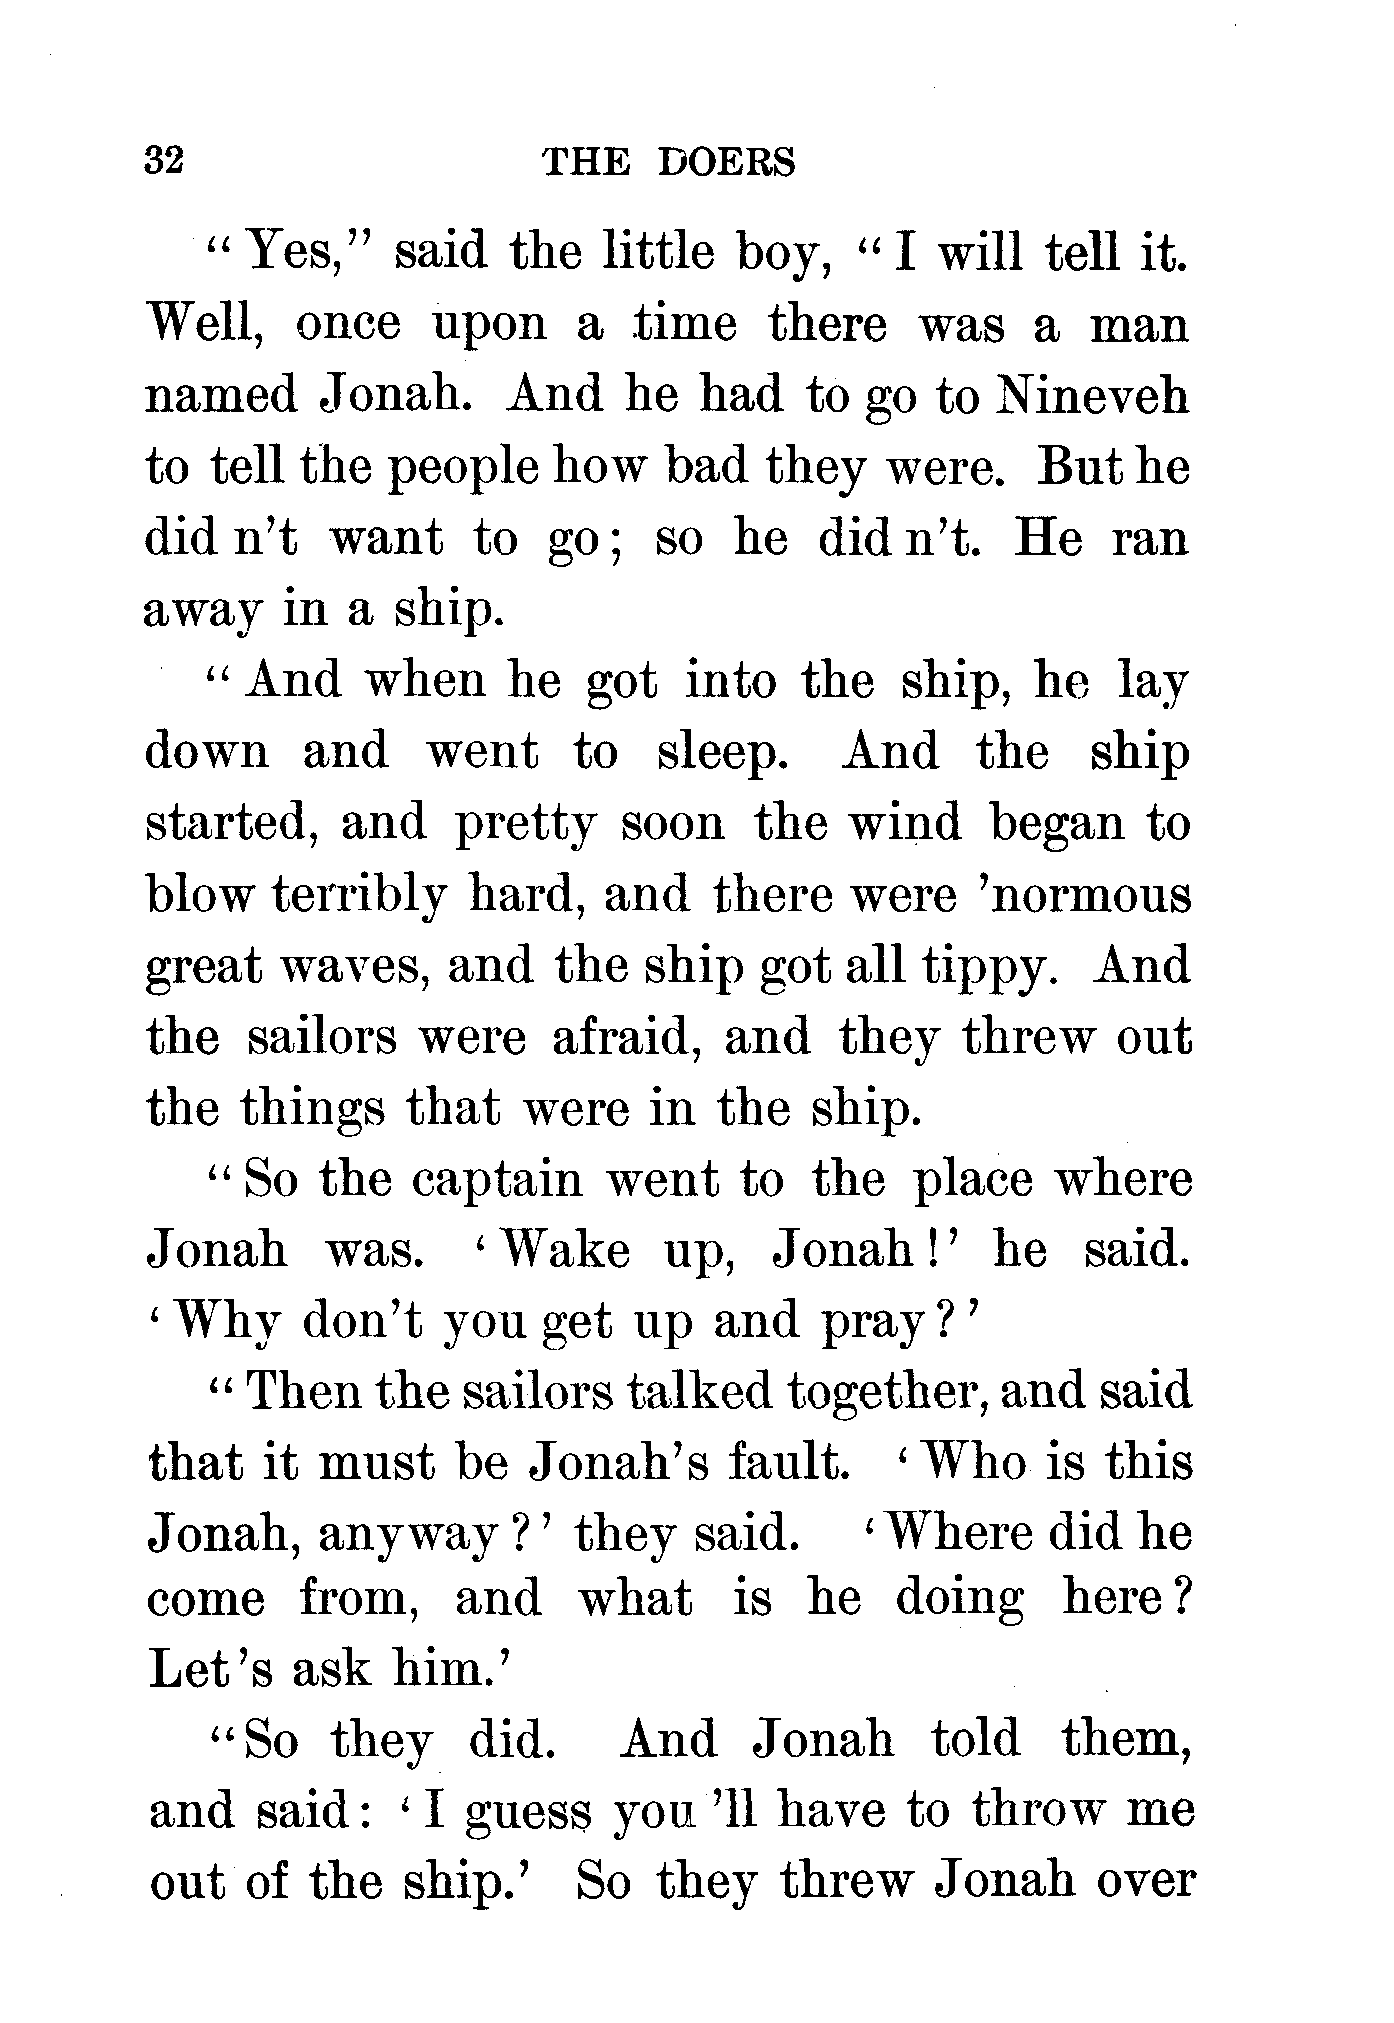 32 THE DOERS
“ Yes,” said the little boy, “ I will tell it.
Well, once upon a time there was a man
named Jonah. And he had to go to Nineveh
to tell the people how bad they were. But he
did n’t want to go; so he did n’t. He ran
away in a ship.
“ And when he got into the ship, he lay
down and went to sleep. And the ship
started, and pretty soon the wind began to
blow terribly hard, and there were ’normous
great waves, and the ship got all tippy. And
the sailors were afraid, and they threw out
the things that were in the ship.
“ So the captain went to the place where
Jonah was. ‘ Wake up, Jonah ! ’ he said.
‘ Why don’t you get up and pray ? ’
“ Then the sailors talked together, and said
that it must be Jonah’s fault. ‘ Who is this
Jonah, anyway ? ’ they said. ‘ Where did he
come from, and what is he doing here ?
Let ’s ask him.’
“ So they did. And Jonah told them,
and said : ‘ I guess you ’ll have to throw me
out of the ship.’ So they threw Jonah over